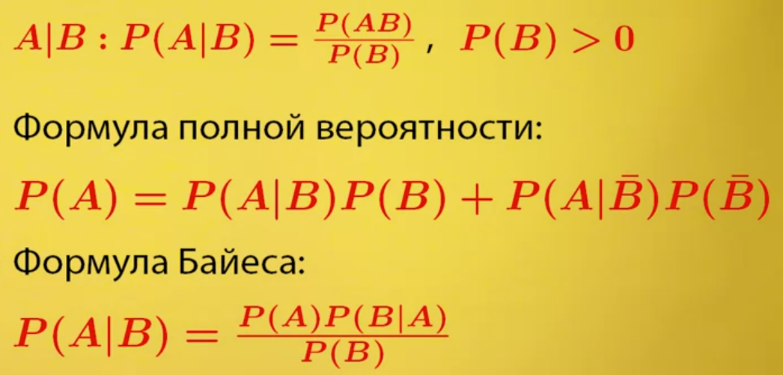 A|B : P(A|B) = P(AB)/P(B) , P(B) > 0
Формула полной вероятности:
P(A) = P(A|B)P(B) + P(A|B̄)P(B̄)
Формула Байеса:
P(A|B) = P(A)P(B|A)/P(B)